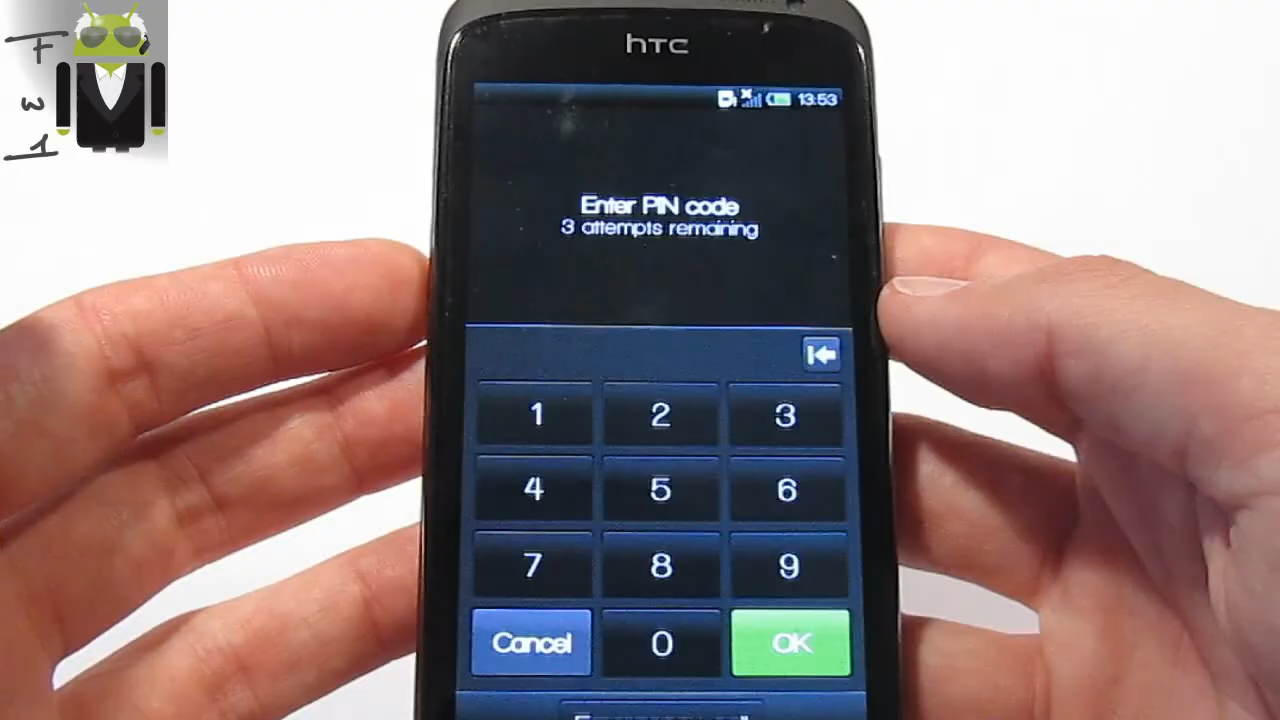 F
w
1
hTC
13:53
Enter PIN code
3 attempts remaining
1 2 3
4 5 6
7 8 9
Cancel 0 OK